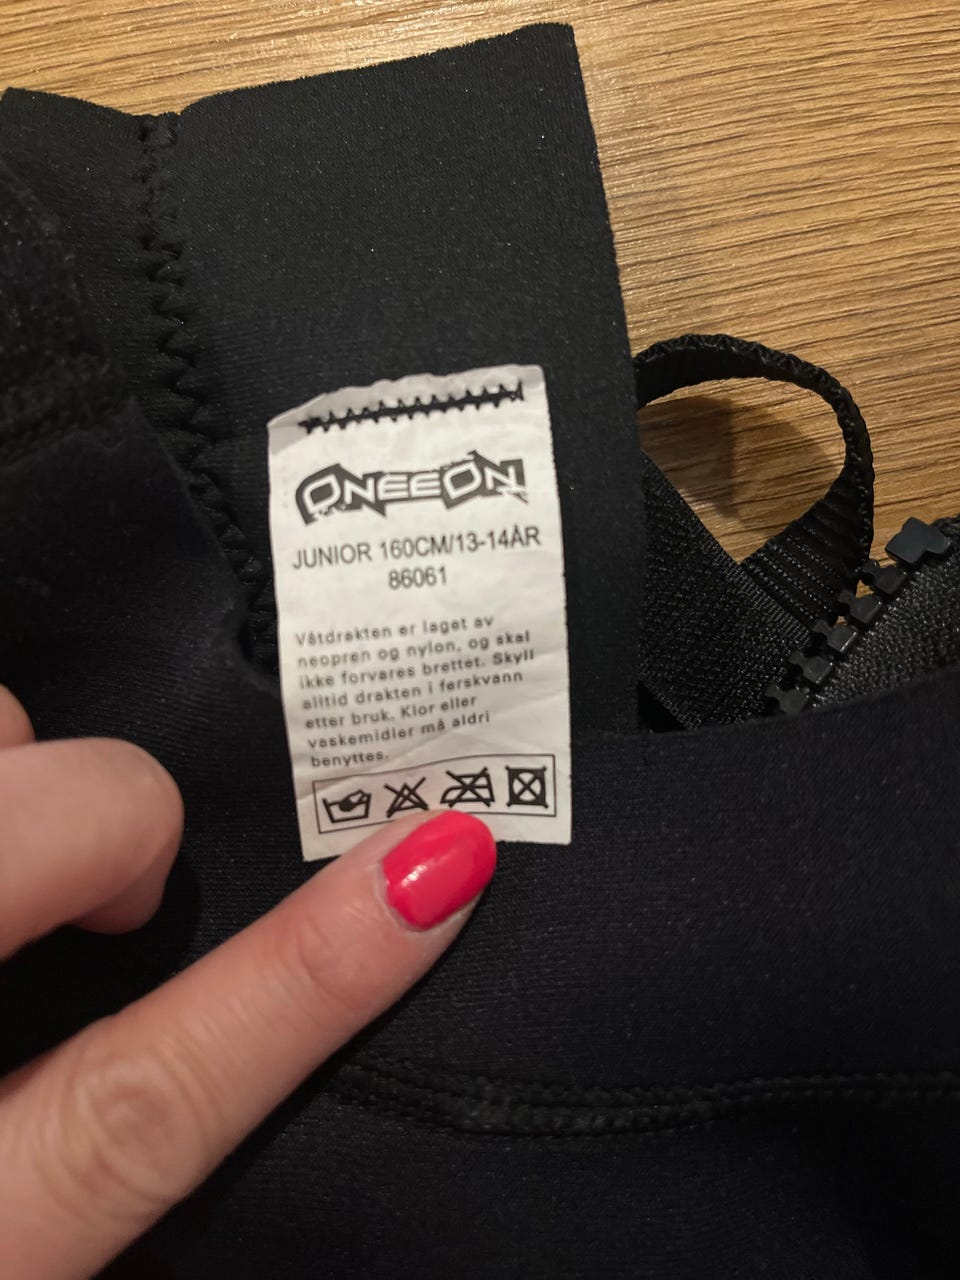 ONEEON
JUNIOR 160CM/13-14ÅR
86061
Våtdrakten er laget av
neopren og nylon, og skal
ikke forvares brettet. Skyll
alltid drakten i ferskvann
etter bruk. Klor eller
vaskemidler må aldri
benyttes.